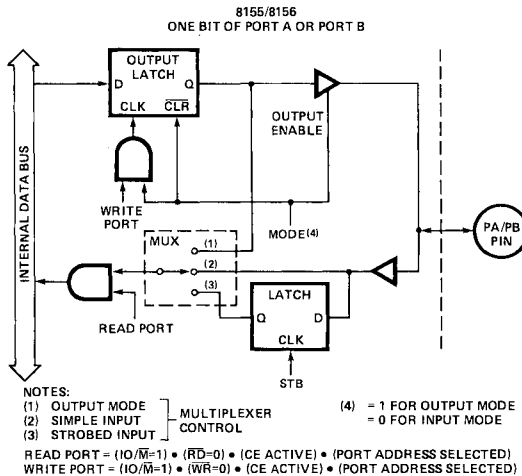 8155/8156
ONE BIT OF PORT A OR PORT B
OUTPUT
LATCH
D
Q
CLK
CLR
OUTPUT
ENABLE
INTERNAL DATA BUS
WRITE
PORT
MODE(4)
PA/PB
PIN
MUX
(1)
(2)
(3)
READ PORT
LATCH
Q
D
CLK
STB
NOTES:
(1) OUTPUT MODE
(2) SIMPLE INPUT
(3) STROBED INPUT
MULTIPLEXER
CONTROL
(4) = 1 FOR OUTPUT MODE
= 0 FOR INPUT MODE
READ PORT = (IO/M̅=1) • (R̅D̅=0) • (CE ACTIVE) • (PORT ADDRESS SELECTED)
WRITE PORT = (IO/M̅=1) • (W̅R̅=0) • (CE ACTIVE) • (PORT ADDRESS SELECTED)